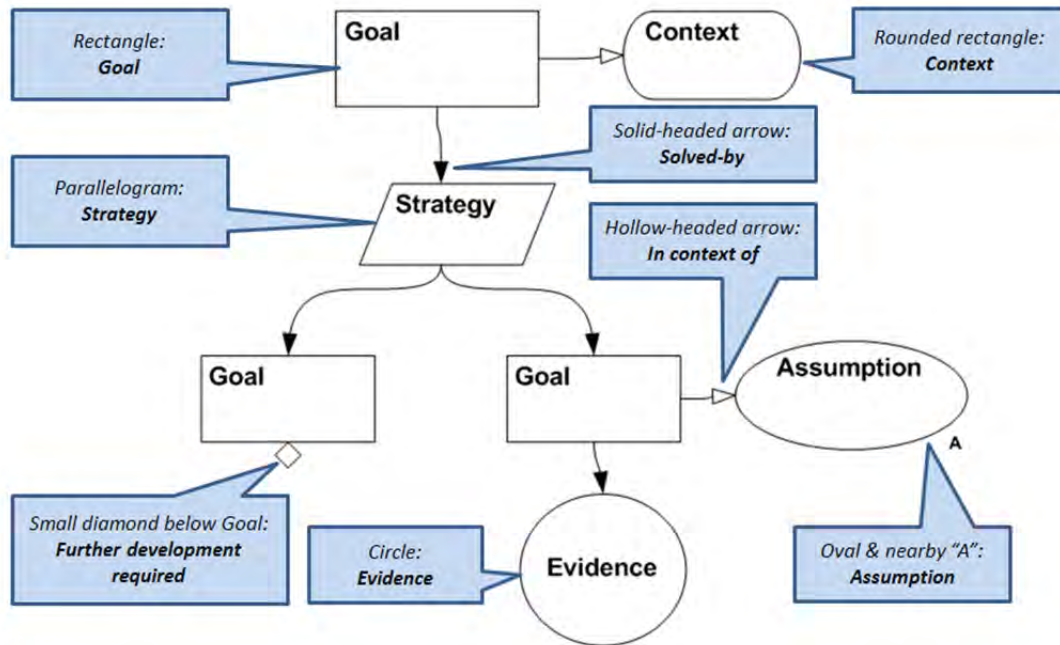 Rectangle:
Goal
Goal
Context
Rounded rectangle:
Context
Solid-headed arrow:
Solved-by
Parallelogram:
Strategy
Strategy
Hollow-headed arrow:
In context of
Goal
Goal
Assumption
A
Small diamond below Goal:
Further development
required
Circle:
Evidence
Evidence
Oval & nearby “A”:
Assumption